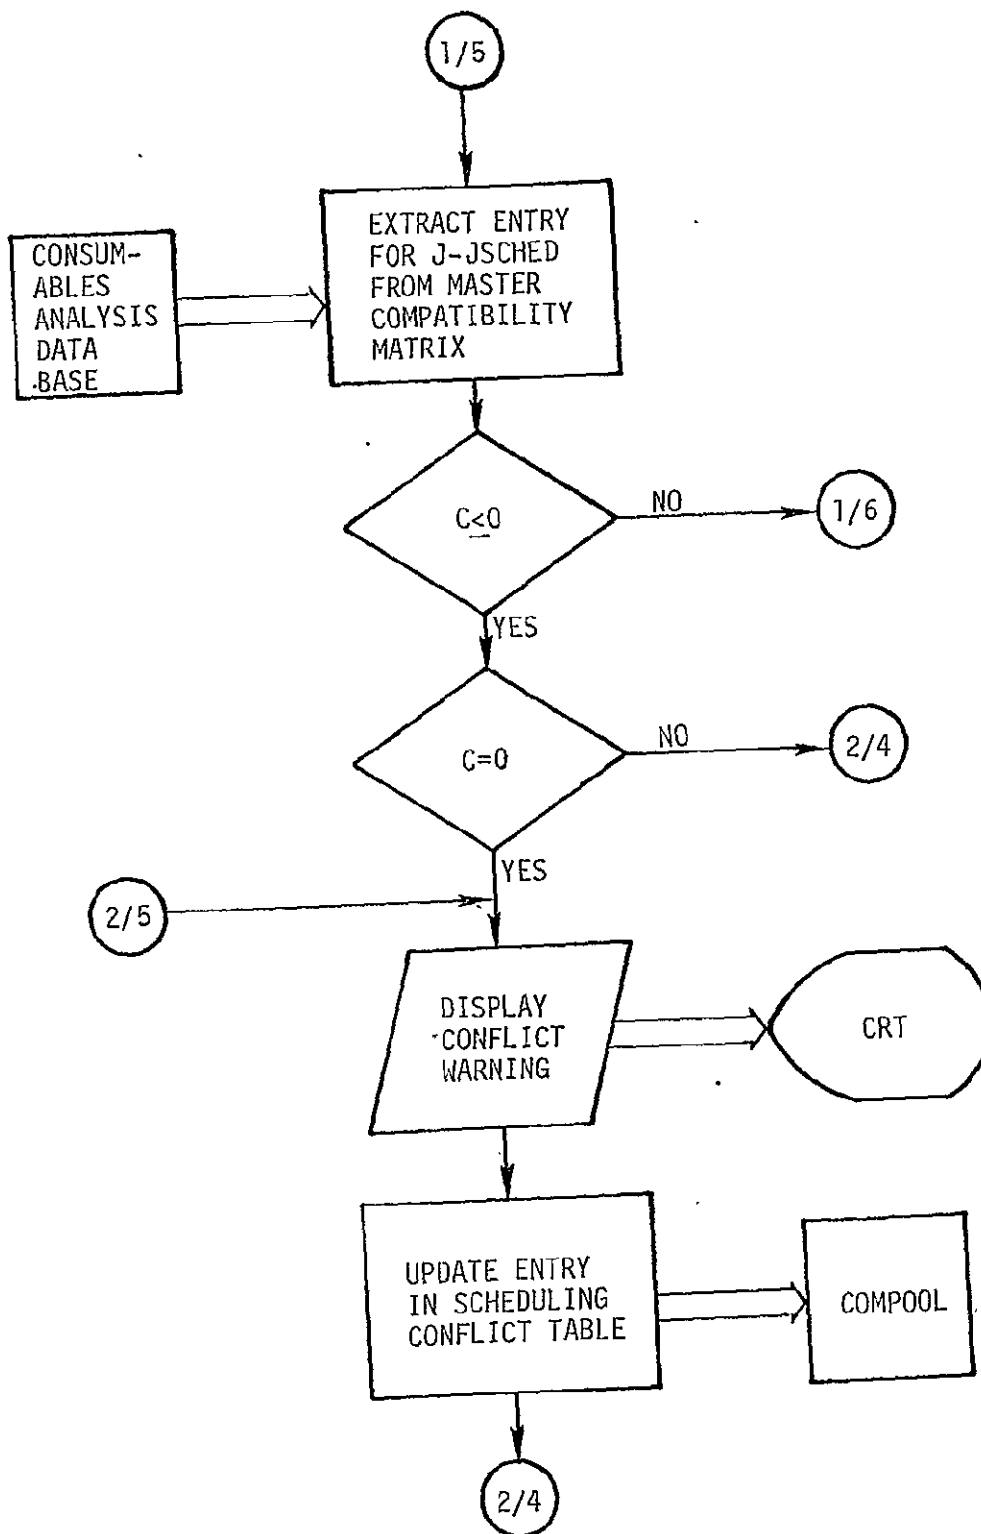 1/5
CONSUM-
ABLES
ANALYSIS
DATA
BASE
EXTRACT ENTRY
FOR J-JSCHED
FROM MASTER
COMPATIBILITY
MATRIX
C≤0
NO
1/6
YES
C=0
NO
2/4
YES
2/5
DISPLAY
CONFLICT
WARNING
CRT
UPDATE ENTRY
IN SCHEDULING
CONFLICT TABLE
COMPOOL
2/4